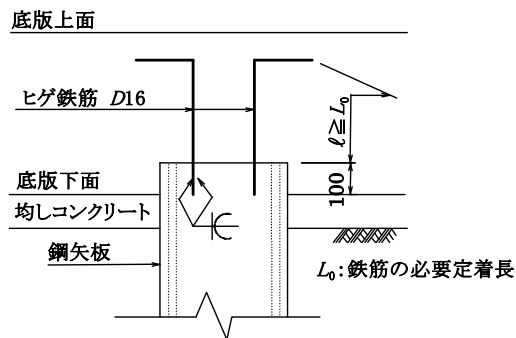 底版上面
ヒゲ鉄筋 D16
ℓ≧L₀
100
底版下面
均しコンクリート
鋼矢板
L₀:鉄筋の必要定着長